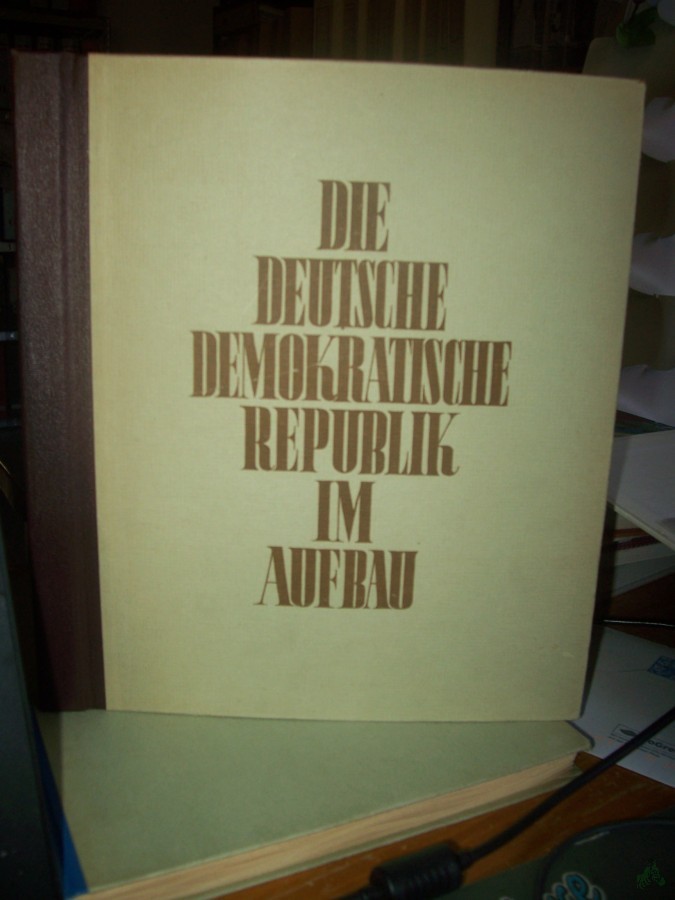 DIE
DEUTSCHE
DEMOKRATISCHE
REPUBLIK
IM
AUFBAU